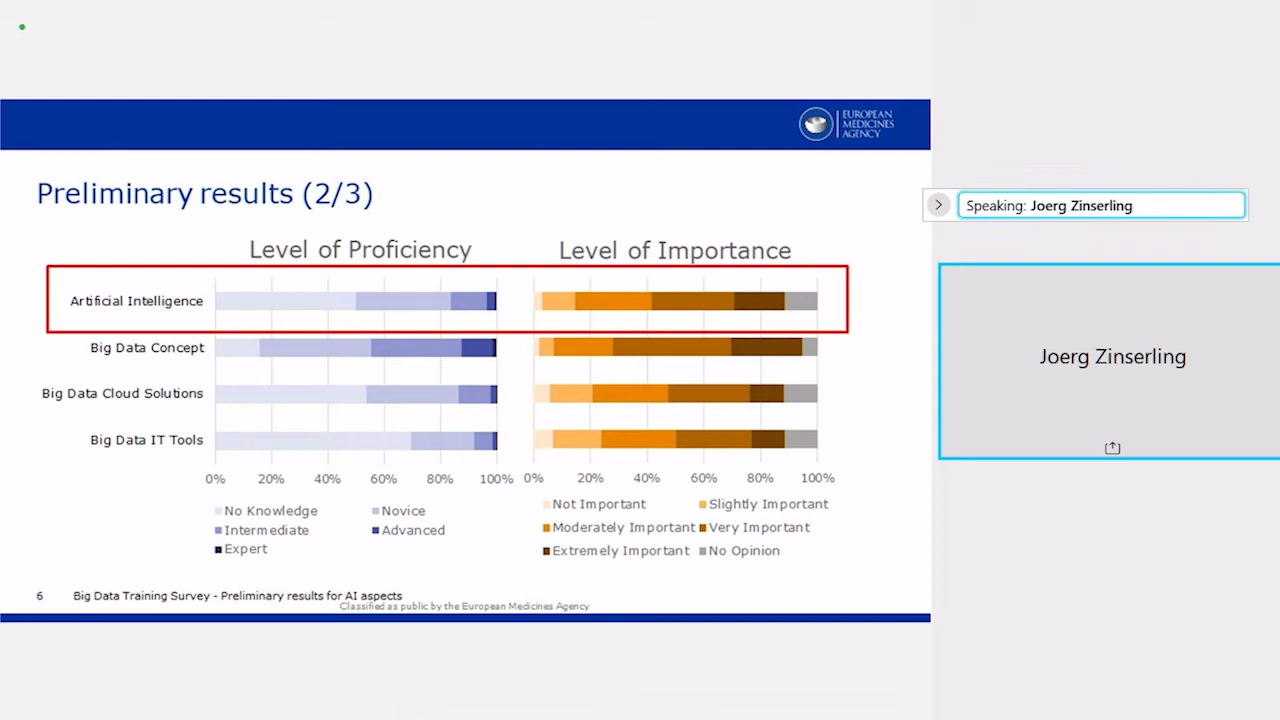 EUROPEAN
MEDICINES
AGENCY
Preliminary results (2/3)
Speaking: Joerg Zinserling
Level of Proficiency
Level of Importance
Artificial Intelligence
Big Data Concept
Big Data Cloud Solutions
Big Data IT Tools
0% 20% 40% 60% 80% 100%
0% 20% 40% 60% 80% 100%
No Knowledge Novice
Intermediate Advanced
Expert
Not Important Slightly Important
Moderately Important Very Important
Extremely Important No Opinion
Joerg Zinserling
6 Big Data Training Survey - Preliminary results for AI aspects
Classified as public by the European Medicines Agency